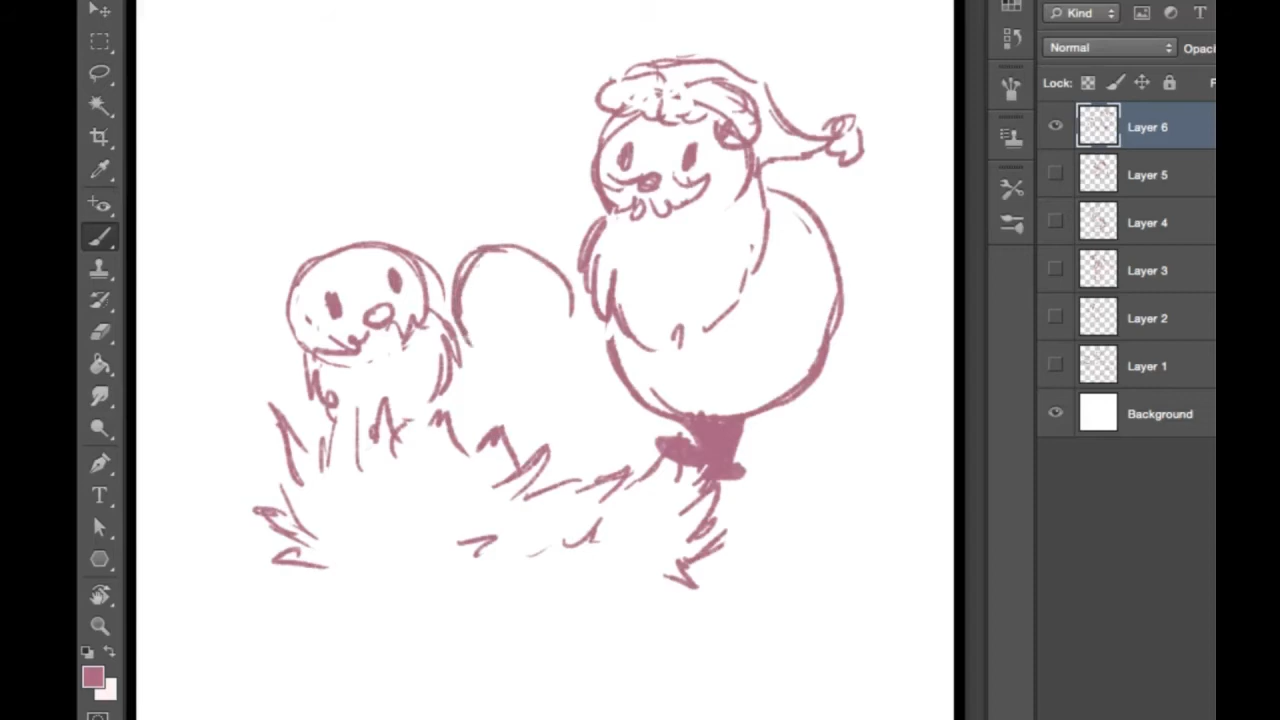 Kind
T
Normal
Opaci
Lock:
F
Layer 6
Layer 5
Layer 4
Layer 3
Layer 2
Layer 1
Background
T